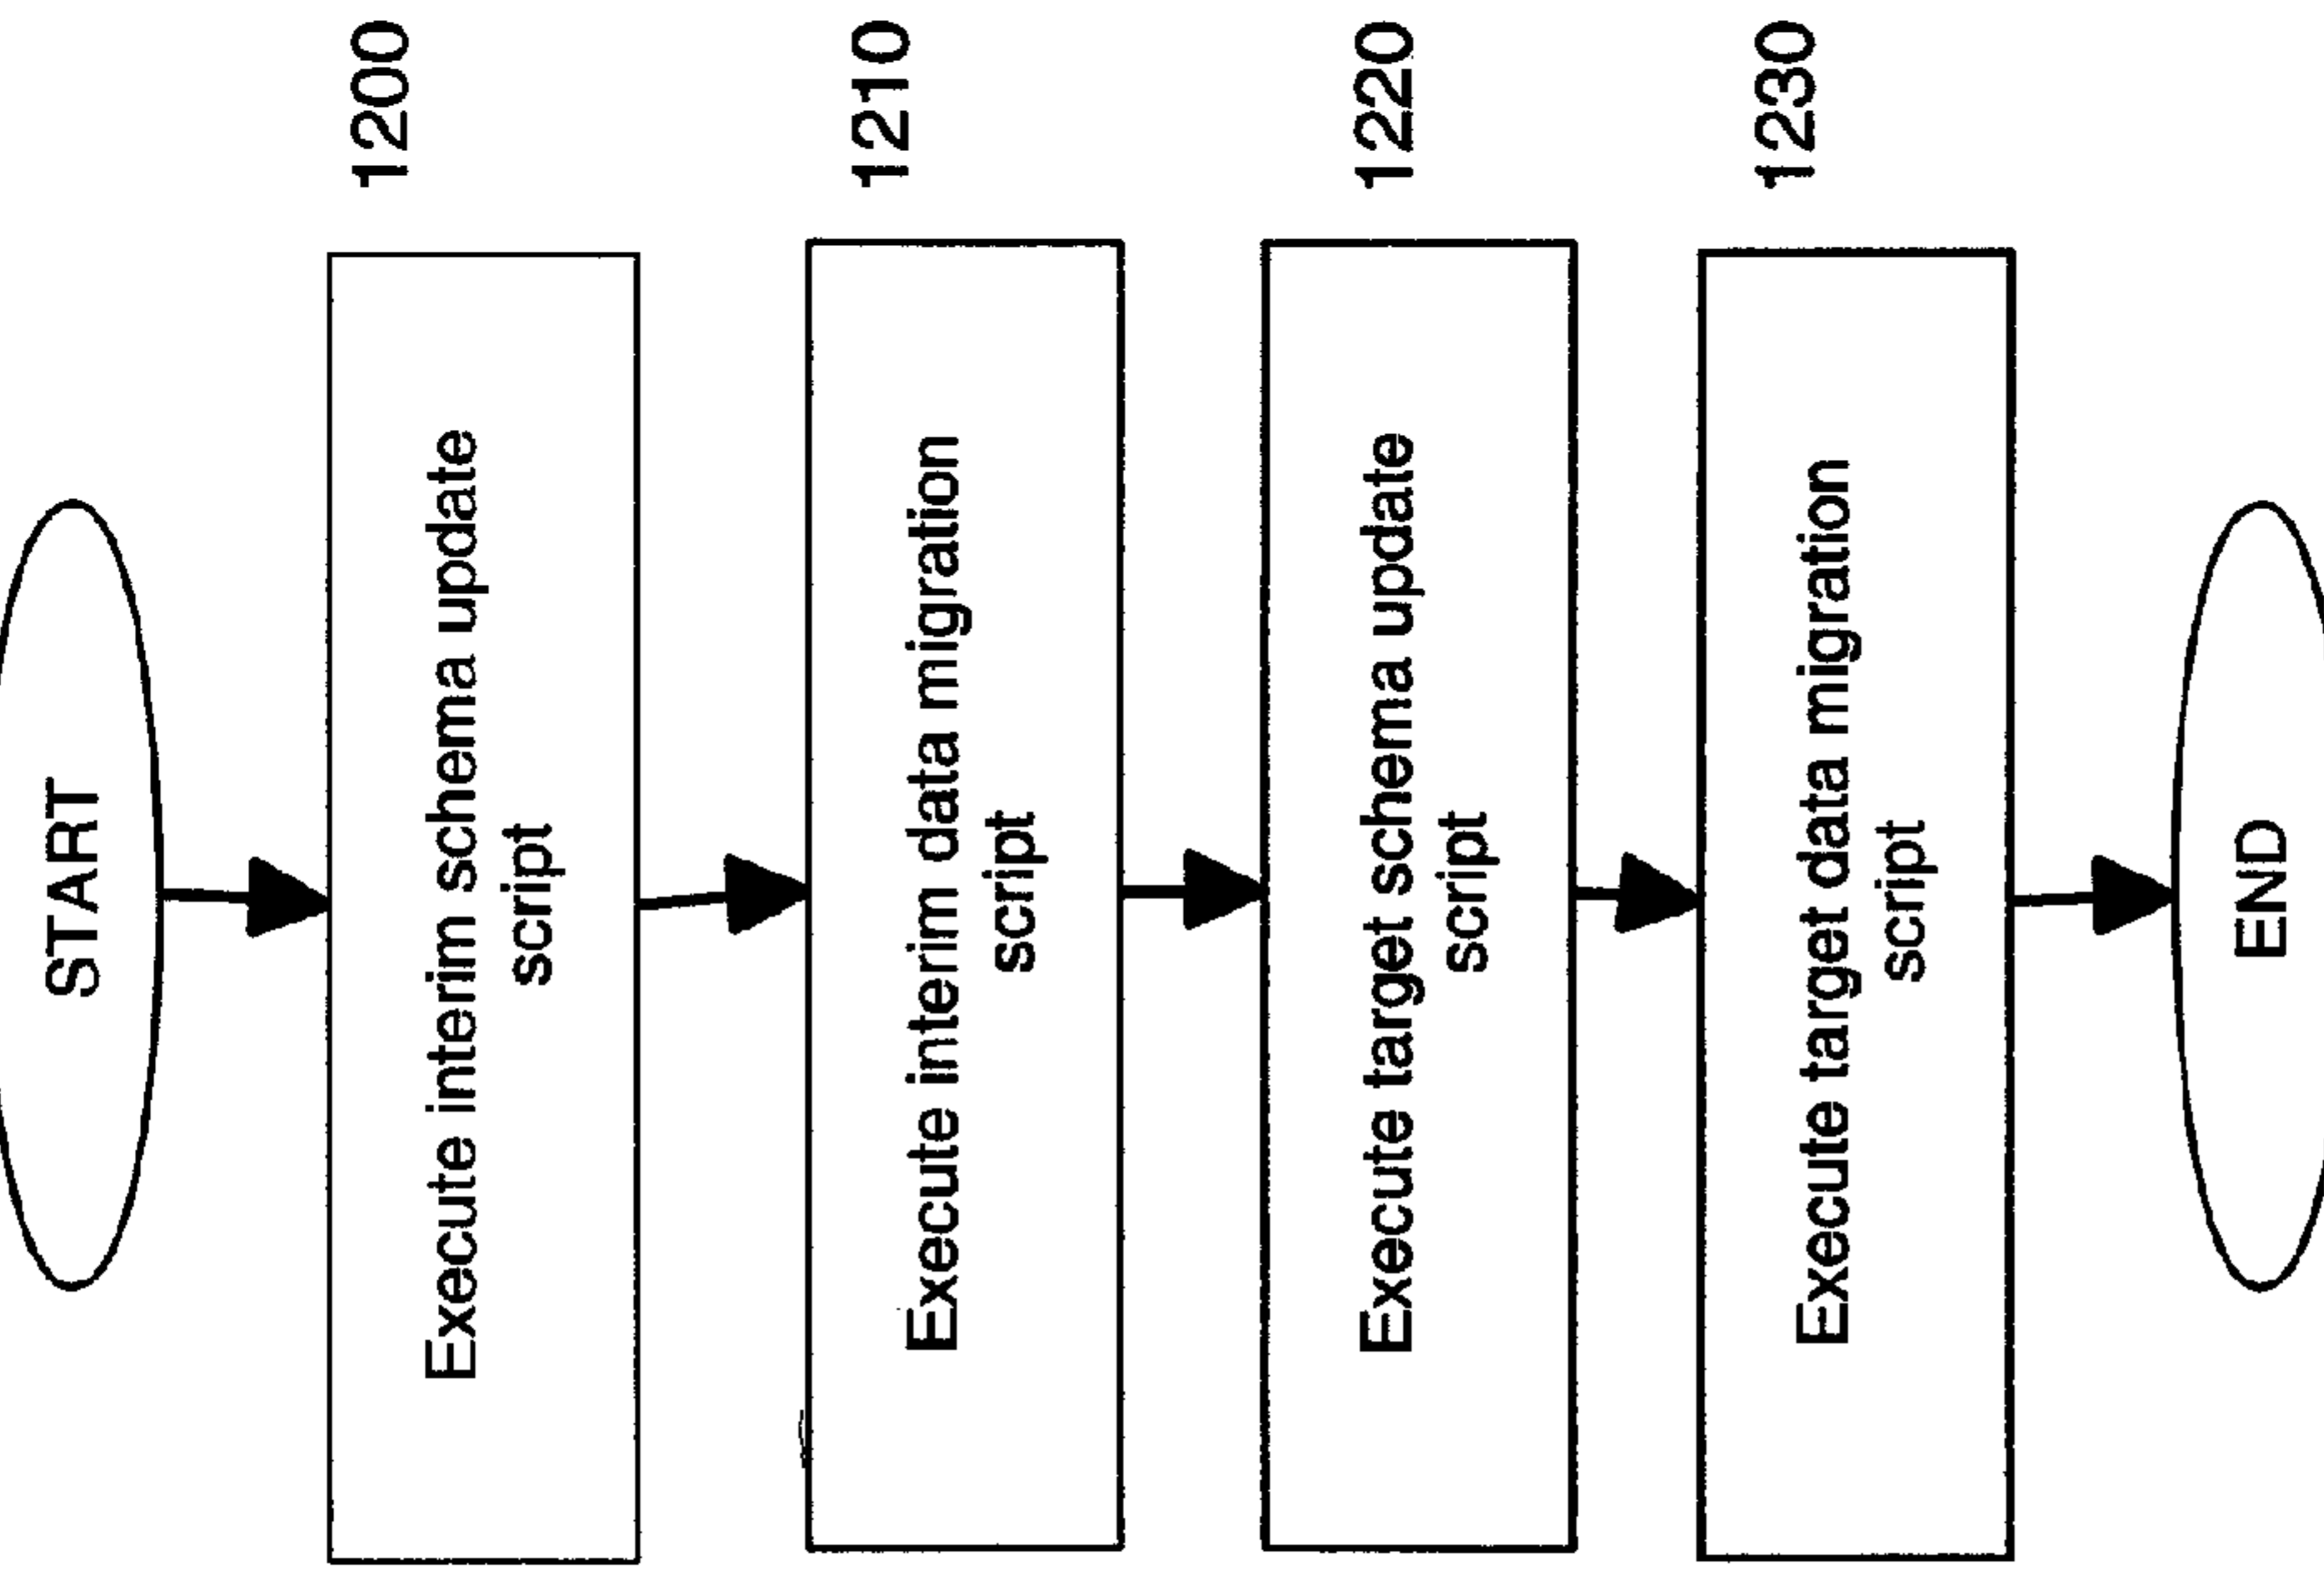 START
Execute interim schema update
script
1200
Execute interim data migration
script
1210
Execute target schema update
script
1220
Execute target data migration
script
1230
END